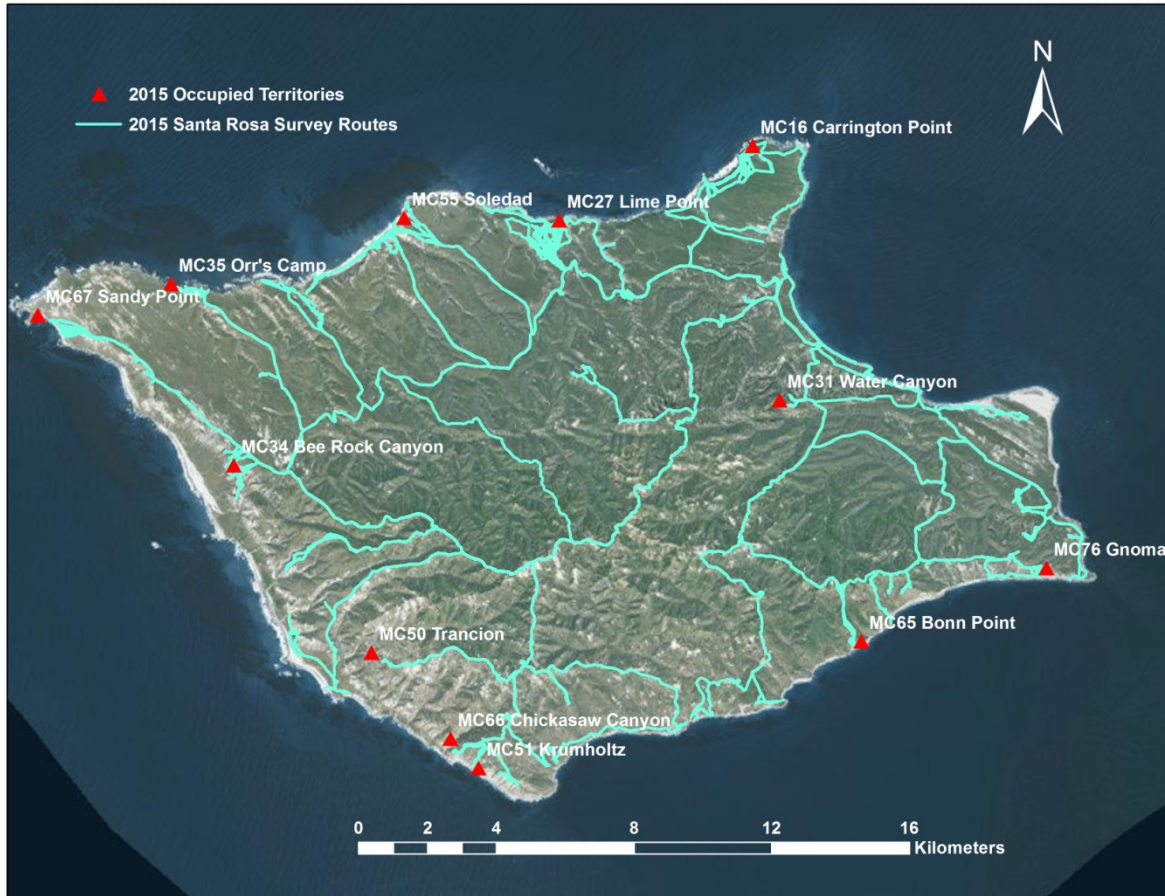 N
2015 Occupied Territories
2015 Santa Rosa Survey Routes
MC16 Carrington Point
MC55 Soledad
MC27 Lime Point
MC35 Orr's Camp
MC67 Sandy Point
MC31 Water Canyon
MC34 Bee Rock Canyon
MC76 Gnoma
MC65 Bonn Point
MC50 Trancion
MC66 Chickasaw Canyon
MC51 Krumholtz
0 2 4 8 12 16
Kilometers